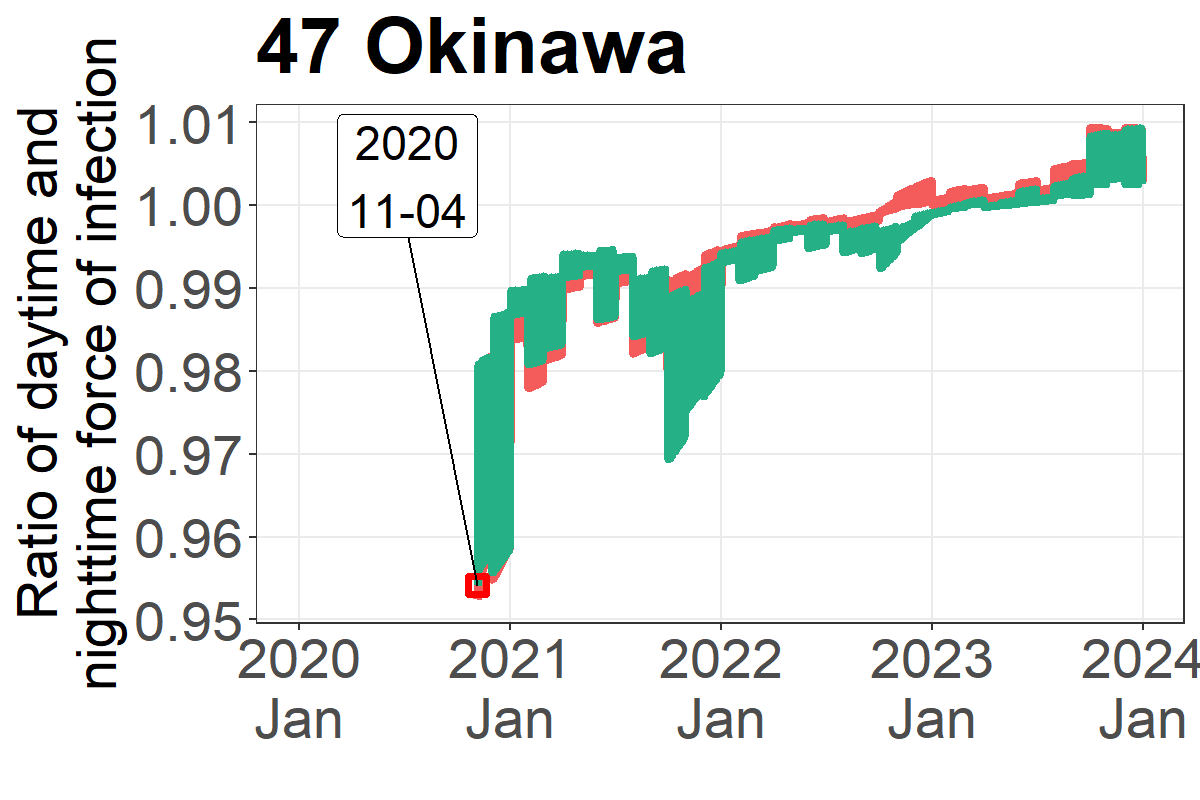 47 Okinawa
Ratio of daytime and
nighttime force of infection
1.01
1.00
0.99
0.98
0.97
0.96
0.95
2020
11-04
2020
Jan
2021
Jan
2022
Jan
2023
Jan
2024
Jan